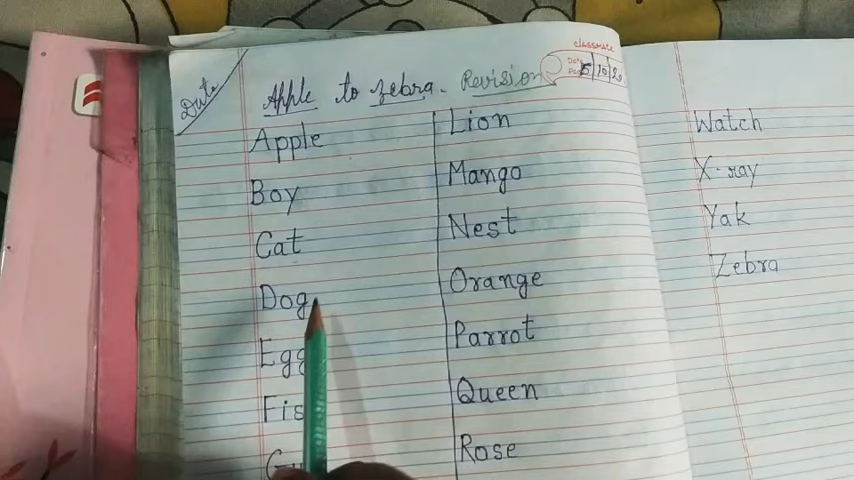 classmate
Date
Apple to zebra. Revision
Apple
Boy
Cat
Dog
Egg
Lion
Mango
Nest
Orange
Parrot
Queen
Rose
Watch
X-ray
Yak
Zebra